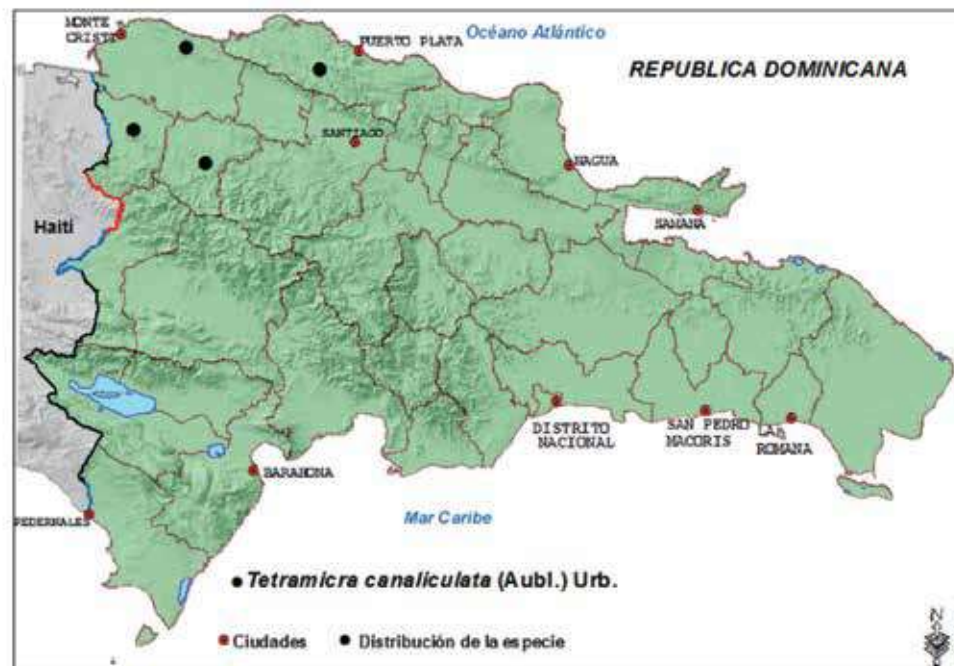 MONTE
CRISTI
PUERTO PLATA
Océano Atlántico
REPUBLICA DOMINICANA
SANTIAGO
NAGUA
SAMANA
Haití
DISTRITO
NACIONAL
SAN PEDRO
MACORIS
LA
ROMANA
BARAHONA
PEDERNALES
Mar Caribe
Tetramicra canaliculata (Aubl.) Urb.
Ciudades
Distribución de la especie